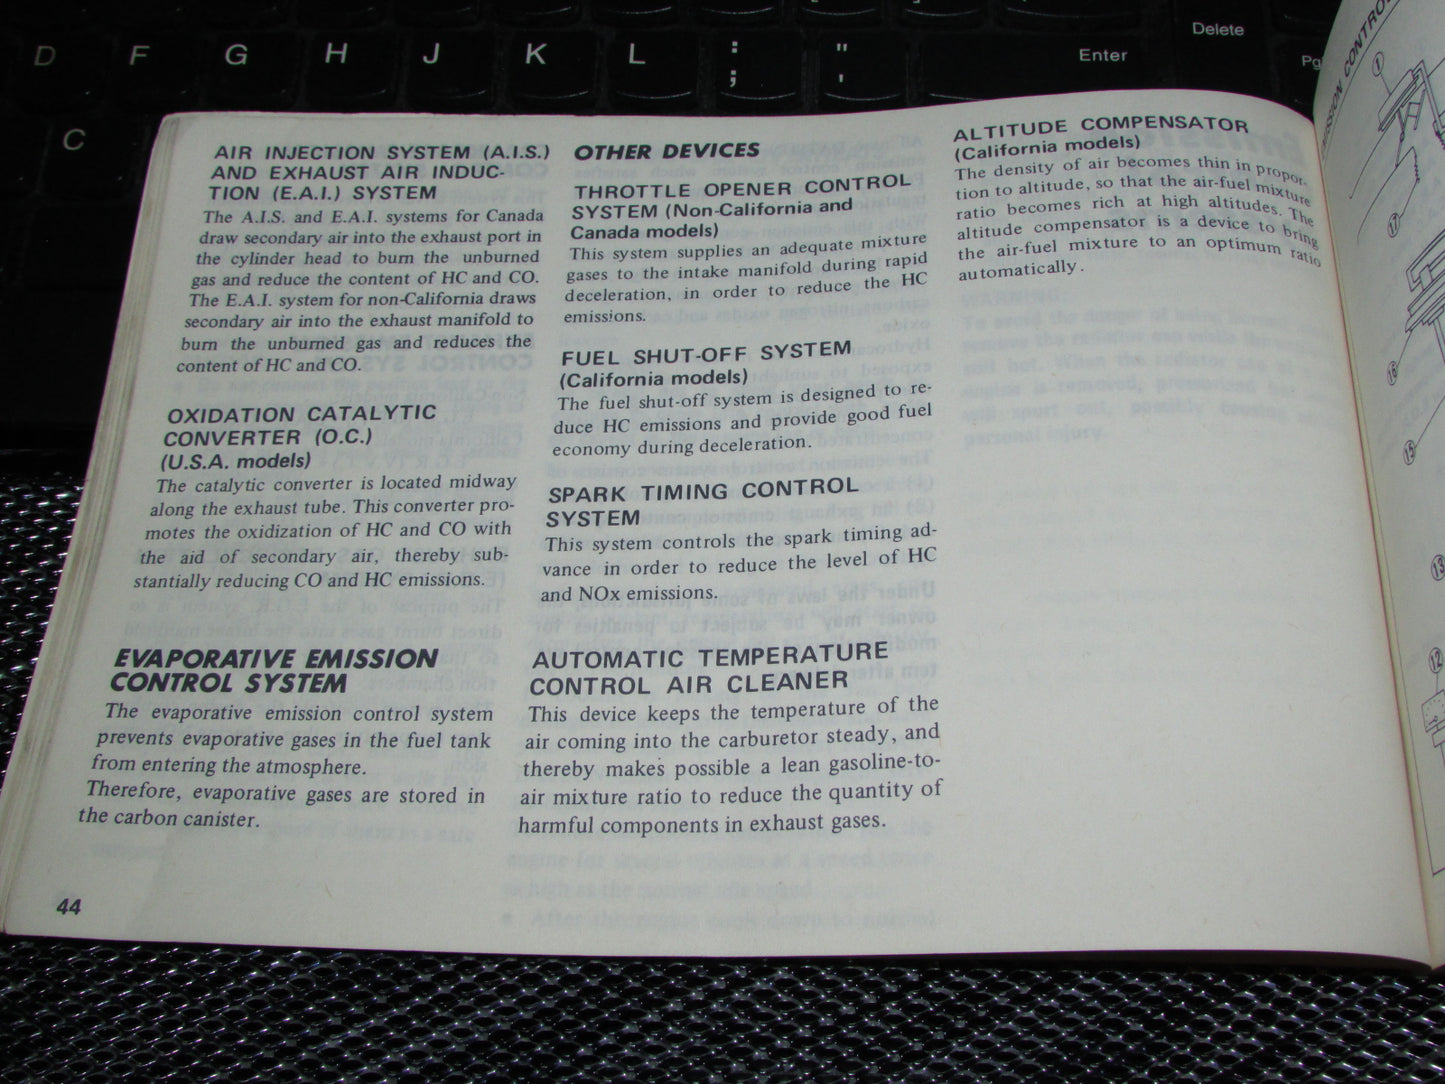 D F G H J K L : ; " ' Enter Delete
C
AIR INJECTION SYSTEM (A.I.S.)
AND EXHAUST AIR INDUC-
TION (E.A.I.) SYSTEM
The A.I.S. and E.A.I. systems for Canada
draw secondary air into the exhaust port in
the cylinder head to burn the unburned
gas and reduce the content of HC and CO.
The E.A.I. system for non-California draws
secondary air into the exhaust manifold to
burn the unburned gas and reduces the
content of HC and CO.
OXIDATION CATALYTIC
CONVERTER (O.C.)
(U.S.A. models)
The catalytic converter is located midway
along the exhaust tube. This converter pro-
motes the oxidization of HC and CO with
the aid of secondary air, thereby sub-
stantially reducing CO and HC emissions.
EVAPORATIVE EMISSION
CONTROL SYSTEM
The evaporative emission control system
prevents evaporative gases in the fuel tank
from entering the atmosphere.
Therefore, evaporative gases are stored in
the carbon canister.
44
OTHER DEVICES
THROTTLE OPENER CONTROL
SYSTEM (Non-California and
Canada models)
This system supplies an adequate mixture
gases to the intake manifold during rapid
deceleration, in order to reduce the HC
emissions.
FUEL SHUT-OFF SYSTEM
(California models)
The fuel shut-off system is designed to re-
duce HC emissions and provide good fuel
economy during deceleration.
SPARK TIMING CONTROL
SYSTEM
This system controls the spark timing ad-
vance in order to reduce the level of HC
and NOx emissions.
AUTOMATIC TEMPERATURE
CONTROL AIR CLEANER
This device keeps the temperature of the
air coming into the carburetor steady, and
thereby makes possible a lean gasoline-to-
air mixture ratio to reduce the quantity of
harmful components in exhaust gases.
ALTITUDE COMPENSATOR
(California models)
The density of air becomes thin in propor-
tion to altitude, so that the air-fuel mixture
ratio becomes rich at high altitudes. The
altitude compensator is a device to bring
the air-fuel mixture to an optimum ratio
automatically.
1
17
16
15
13
12